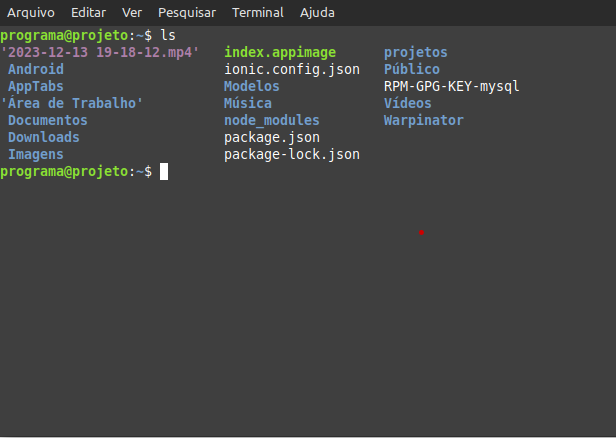 Arquivo Editar Ver Pesquisar Terminal Ajuda
programa@projeto:~$ ls
'2023-12-13 19-18-12.mp4' index.appimage projetos
Android ionic.config.json Público
AppTabs Modelos RPM-GPG-KEY-mysql
'Área de Trabalho' Música Vídeos
Documentos node_modules Warpinator
Downloads package.json
Imagens package-lock.json
programa@projeto:~$